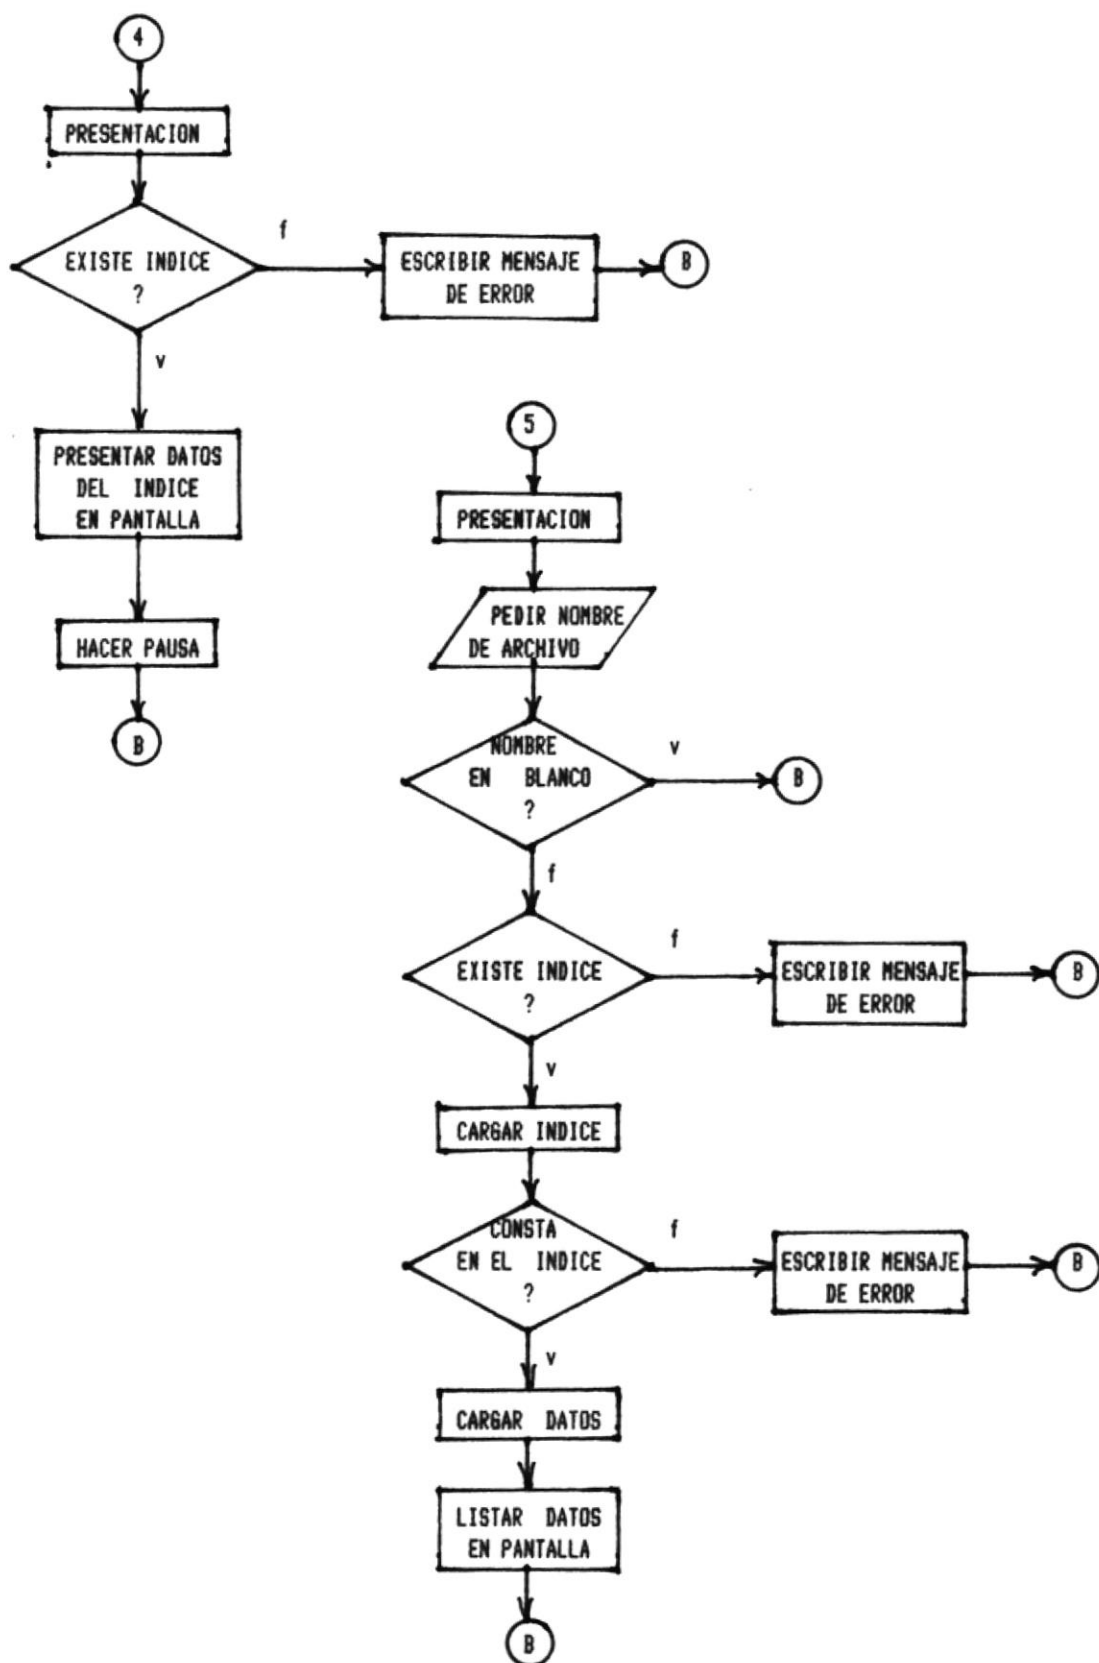 4
PRESENTACION
EXISTE INDICE
?
f
ESCRIBIR MENSAJE
DE ERROR
B
v
PRESENTAR DATOS
DEL INDICE
EN PANTALLA
HACER PAUSA
B
5
PRESENTACION
PEDIR NOMBRE
DE ARCHIVO
NOMBRE
EN BLANCO
?
v
B
f
EXISTE INDICE
?
f
ESCRIBIR MENSAJE
DE ERROR
B
v
CARGAR INDICE
CONSTA
EN EL INDICE
?
f
ESCRIBIR MENSAJE
DE ERROR
B
v
CARGAR DATOS
LISTAR DATOS
EN PANTALLA
B